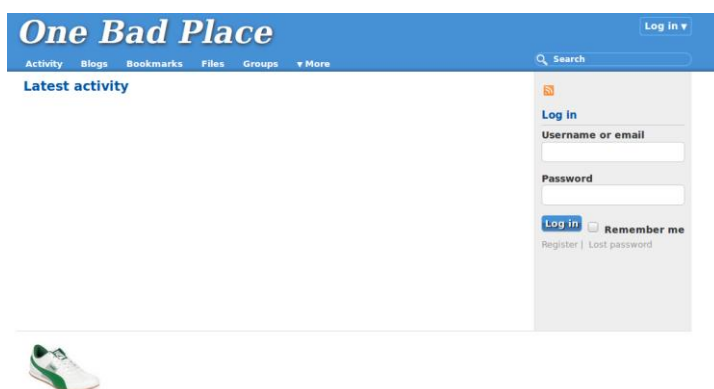 One Bad Place
Log in ▾
Activity Blogs Bookmarks Files Groups ▾ More
Search
Latest activity
Log in
Username or email
Password
Log in Remember me
Register | Lost password